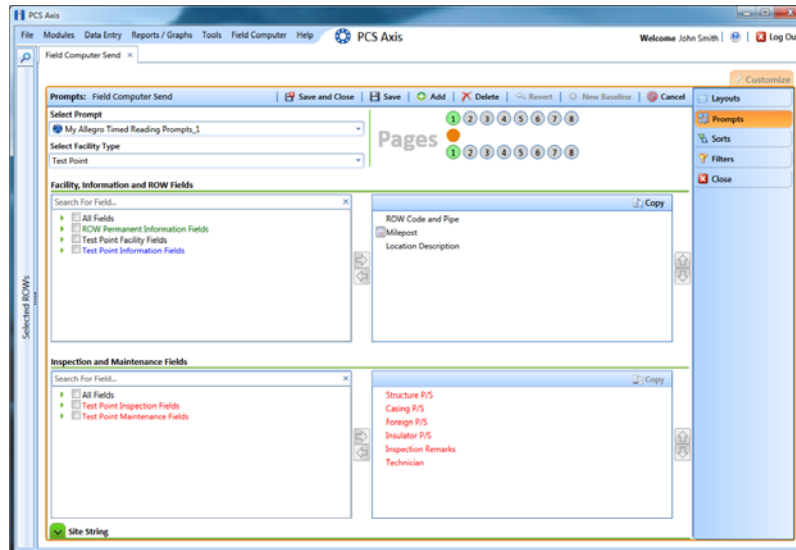 PCS Axis
File Modules Data Entry Reports / Graphs Tools Field Computer Help PCS Axis Welcome John Smith | | Log Ou
Field Computer Send ×
Customize
Prompts: Field Computer Send | Save and Close | Save | Add | Delete | Revert | New Baseline | Cancel
Layouts
Select Prompt
My Allegro Timed Reading Prompts_1
Select Facility Type
Test Point
Pages
1 2 3 4 5 6 7 8
1 2 3 4 5 6 7 8
Prompts
Sorts
Filters
Close
Facility, Information and ROW Fields
Search For Field... ×
All Fields
ROW Permanent Information Fields
Test Point Facility Fields
Test Point Information Fields
Copy
ROW Code and Pipe
Milepost
Location Description
Selected ROWs
Inspection and Maintenance Fields
Search For Field... ×
All Fields
Test Point Inspection Fields
Test Point Maintenance Fields
Copy
Structure P/S
Casing P/S
Foreign P/S
Insulator P/S
Inspection Remarks
Technician
Site String